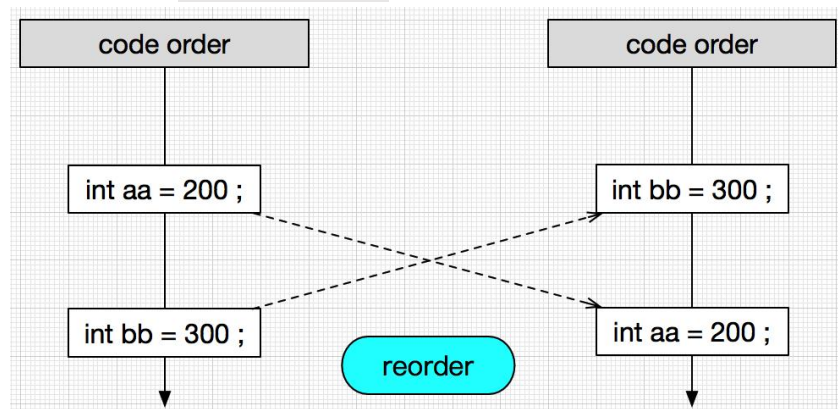 code order
code order
int aa = 200 ;
int bb = 300 ;
int bb = 300 ;
int aa = 200 ;
reorder